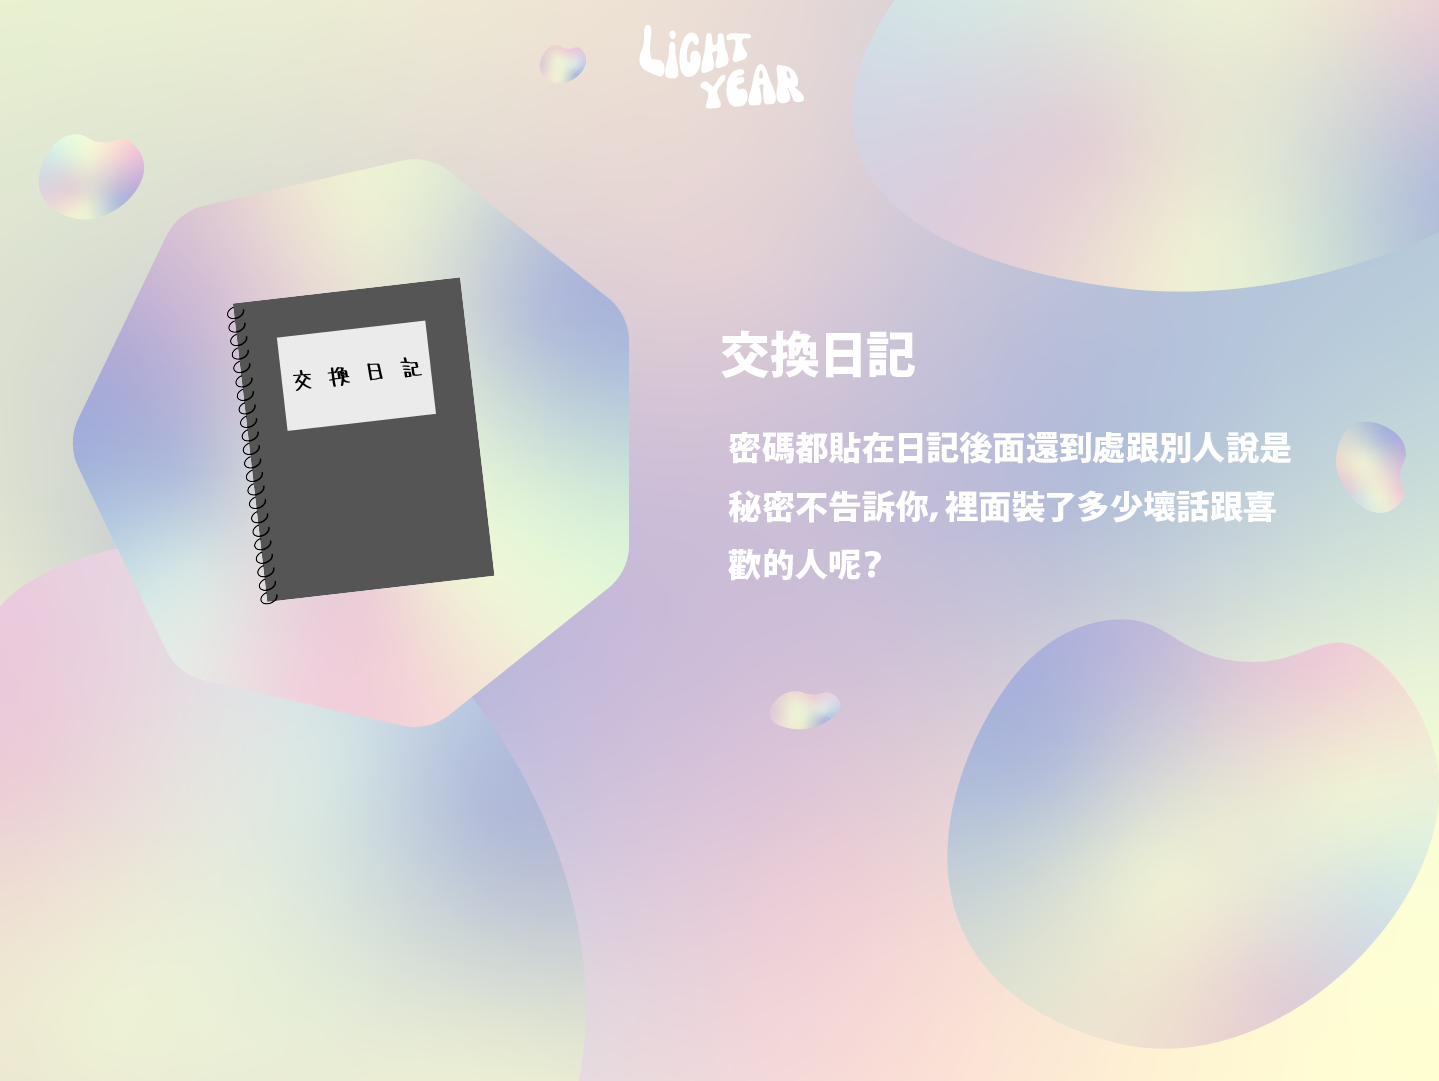 LiGHT
YEAR
交換日記
交換日記
密碼都貼在日記後面還到處跟別人說是
秘密不告訴你, 裡面裝了多少壞話跟喜
歡的人呢？